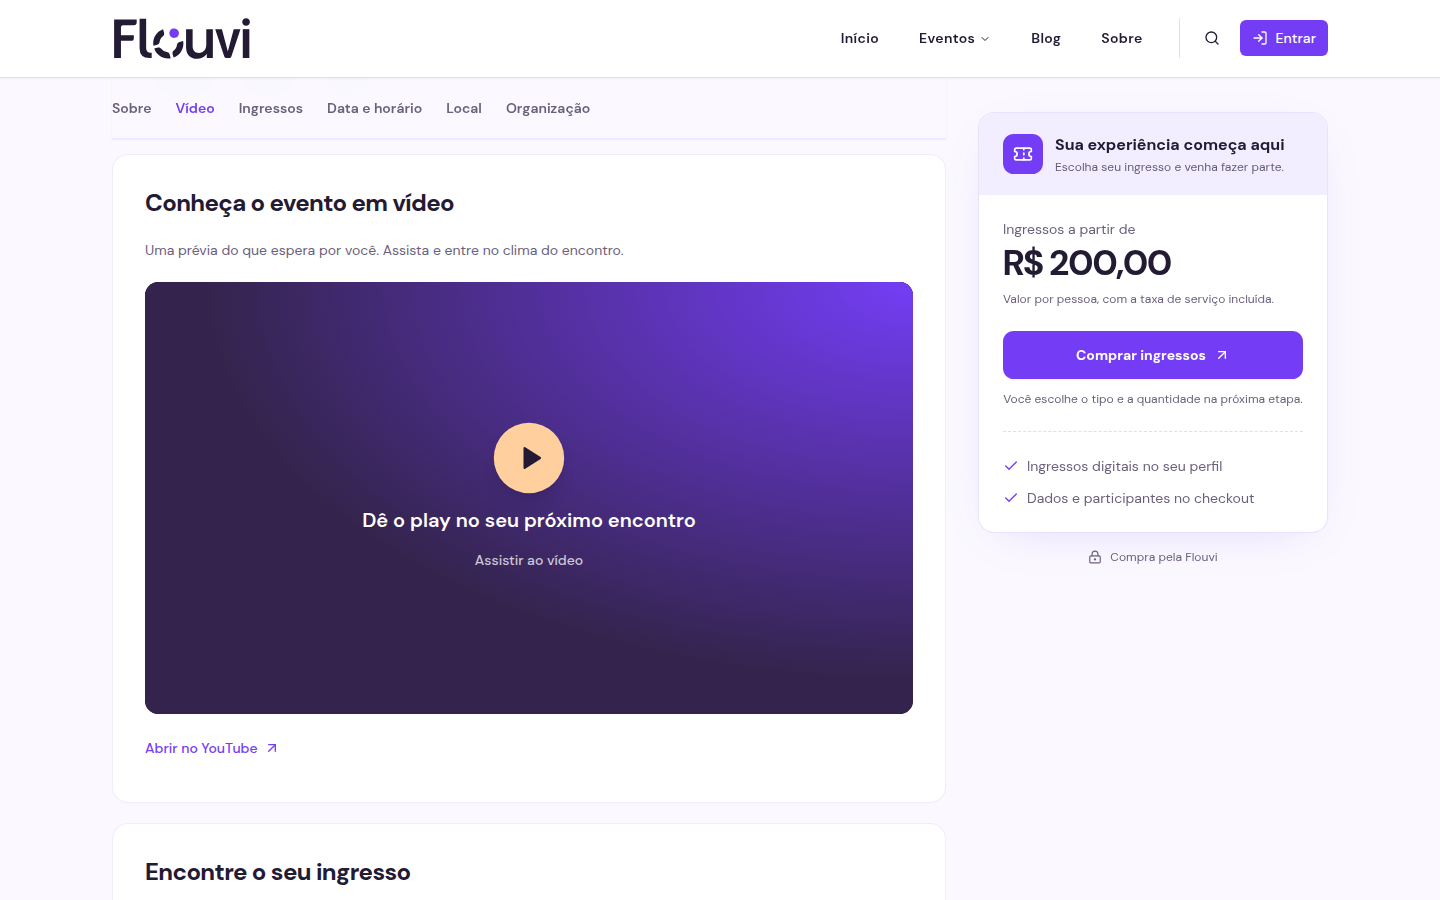 Flouvi
Início
Eventos
Blog
Sobre
Entrar
Sobre
Vídeo
Ingressos
Data e horário
Local
Organização
Conheça o evento em vídeo
Uma prévia do que espera por você. Assista e entre no clima do encontro.
Dê o play no seu próximo encontro
Assistir ao vídeo
Abrir no YouTube
Encontre o seu ingresso
Sua experiência começa aqui
Escolha seu ingresso e venha fazer parte.
Ingressos a partir de
R$ 200,00
Valor por pessoa, com a taxa de serviço incluída.
Comprar ingressos
Você escolhe o tipo e a quantidade na próxima etapa.
Ingressos digitais no seu perfil
Dados e participantes no checkout
Compra pela Flouvi